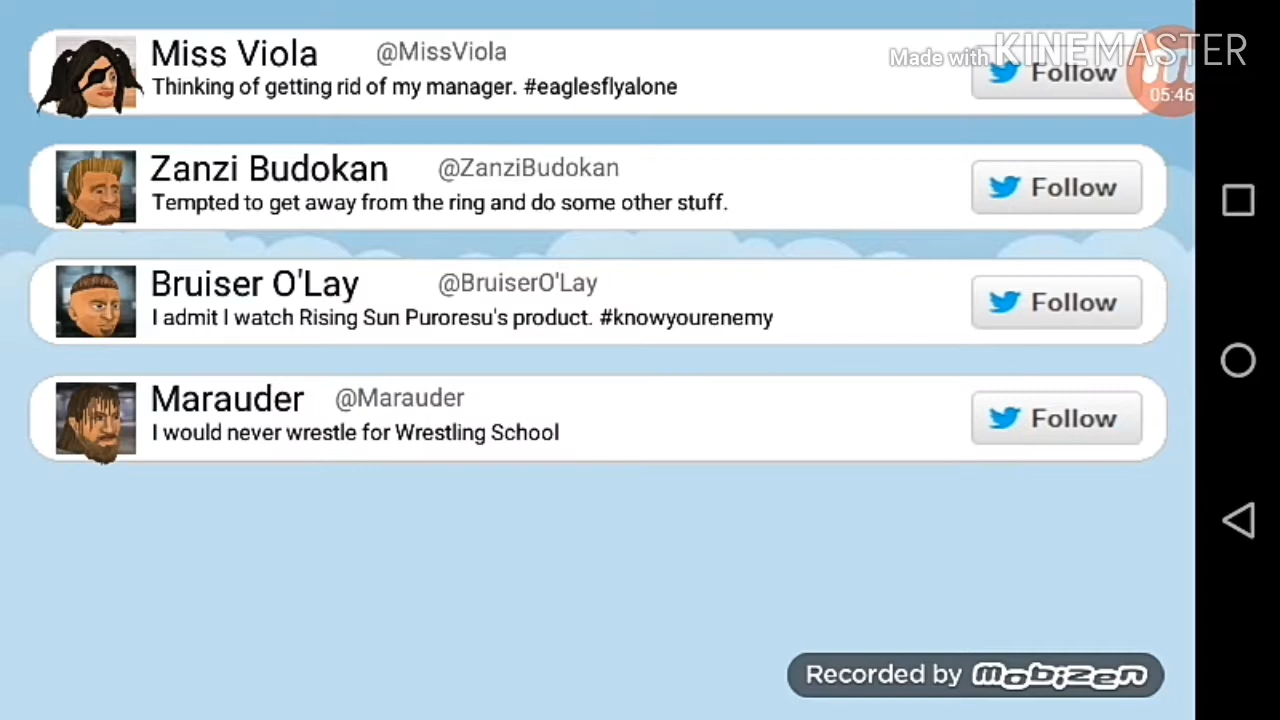 Miss Viola @MissViola
Thinking of getting rid of my manager. #eaglesflyalone
Made with KINEMASTER
Follow
05:46
Zanzi Budokan @ZanziBudokan
Tempted to get away from the ring and do some other stuff.
Follow
Bruiser O'Lay @BruiserO'Lay
I admit I watch Rising Sun Puroresu's product. #knowyourenemy
Follow
Marauder @Marauder
I would never wrestle for Wrestling School
Follow
Recorded by mobizen